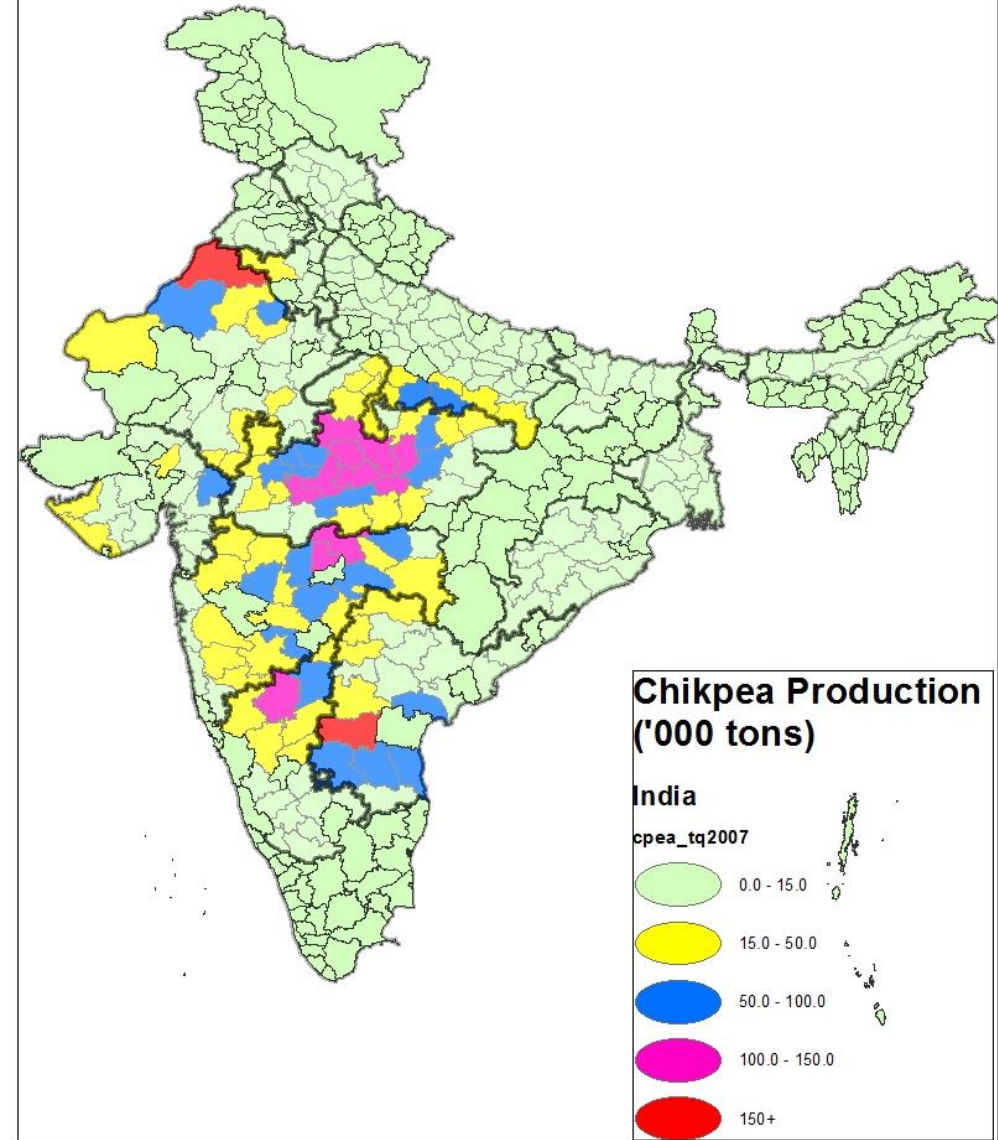 Chikpea Production
('000 tons)
India
cpea_tq2007
0.0 - 15.0
15.0 - 50.0
50.0 - 100.0
100.0 - 150.0
150+